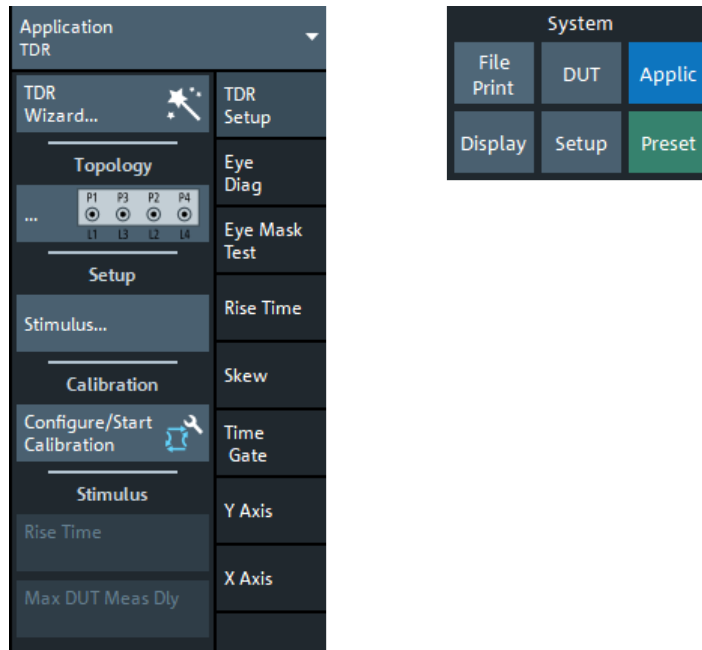 Application
TDR
TDR
Wizard...
Topology
...
P1 P3 P2 P4
L1 L3 L2 L4
Setup
Stimulus...
Calibration
Configure/Start
Calibration
Stimulus
Rise Time
Max DUT Meas Dly
TDR
Setup
Eye
Diag
Eye Mask
Test
Rise Time
Skew
Time
Gate
Y Axis
X Axis
System
File
Print
DUT
Applic
Display
Setup
Preset